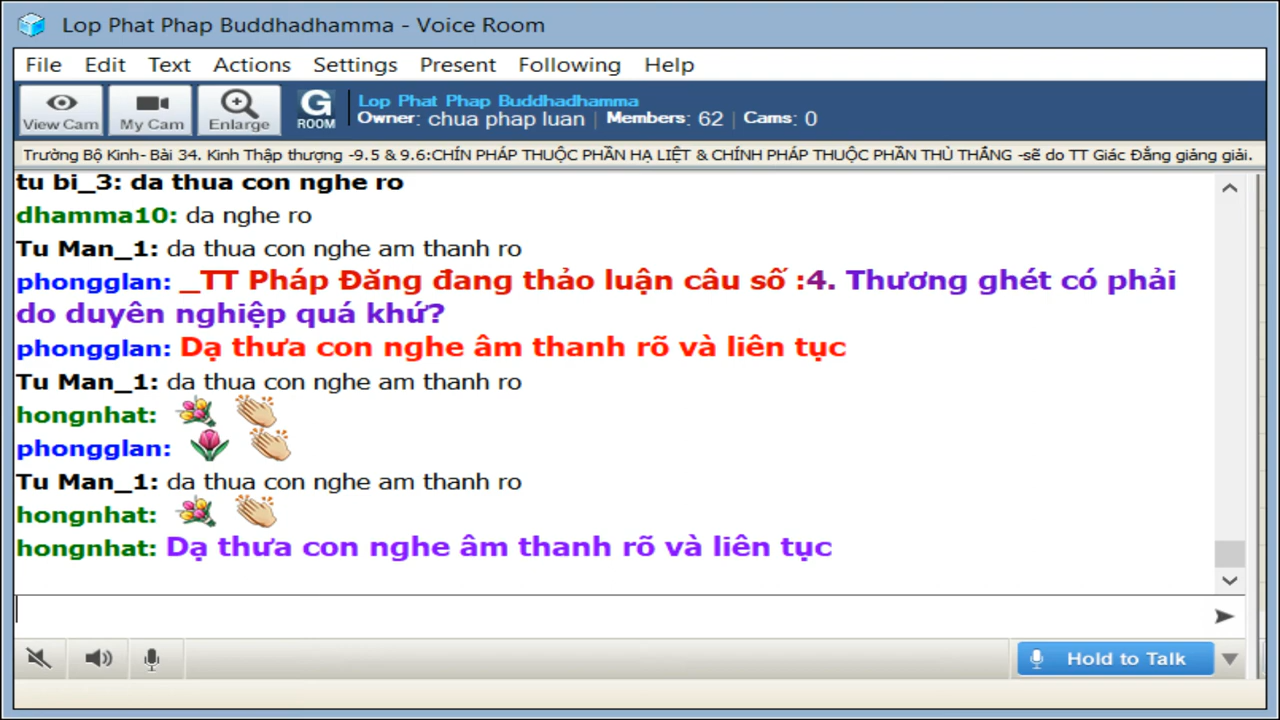 Lop Phat Phap Buddhadhamma - Voice Room
File Edit Text Actions Settings Present Following Help
View Cam
My Cam
Enlarge
G
ROOM
Lop Phat Phap Buddhadhamma
Owner: chua phap luan | Members: 62 | Cams: 0
Trường Bộ Kinh- Bài 34. Kinh Thập thượng -9.5 & 9.6:CHÍN PHÁP THUỘC PHẦN HẠ LIỆT & CHÍNH PHÁP THUỘC PHẦN THÙ THẮNG -sẽ do TT Giác Đẳng giảng giải.
tu bi_3: da thua con nghe ro
dhamma10: da nghe ro
Tu Man_1: da thua con nghe am thanh ro
phongglan: _TT Pháp Đăng đang thảo luận câu số :4. Thương ghét có phải
do duyên nghiệp quá khứ?
phongglan: Dạ thưa con nghe âm thanh rõ và liên tục
Tu Man_1: da thua con nghe am thanh ro
hongnhat:
phongglan:
Tu Man_1: da thua con nghe am thanh ro
hongnhat:
hongnhat: Dạ thưa con nghe âm thanh rõ và liên tục
Hold to Talk